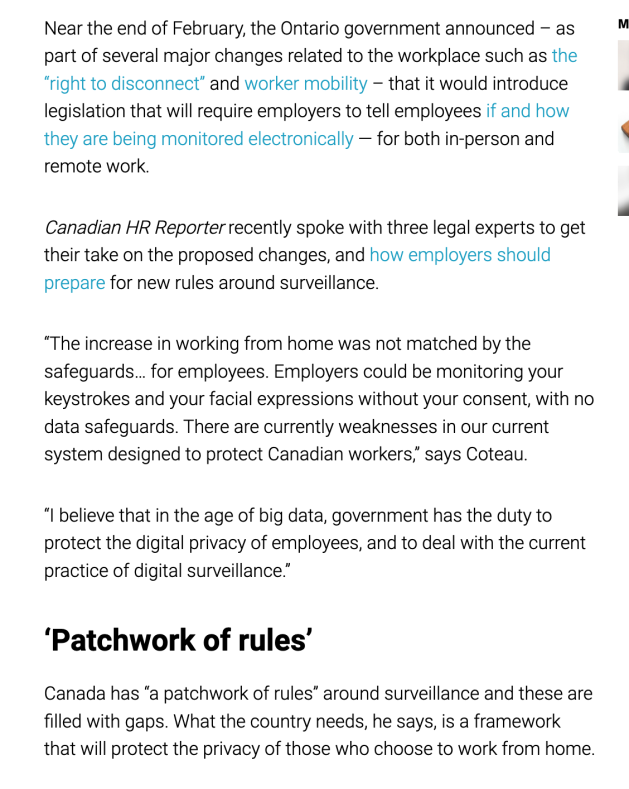 Near the end of February, the Ontario government announced – as
part of several major changes related to the workplace such as the
“right to disconnect” and worker mobility – that it would introduce
legislation that will require employers to tell employees if and how
they are being monitored electronically — for both in-person and
remote work.
Canadian HR Reporter recently spoke with three legal experts to get
their take on the proposed changes, and how employers should
prepare for new rules around surveillance.
“The increase in working from home was not matched by the
safeguards… for employees. Employers could be monitoring your
keystrokes and your facial expressions without your consent, with no
data safeguards. There are currently weaknesses in our current
system designed to protect Canadian workers,” says Coteau.
“I believe that in the age of big data, government has the duty to
protect the digital privacy of employees, and to deal with the current
practice of digital surveillance.”
‘Patchwork of rules’
Canada has “a patchwork of rules” around surveillance and these are
filled with gaps. What the country needs, he says, is a framework
that will protect the privacy of those who choose to work from home.